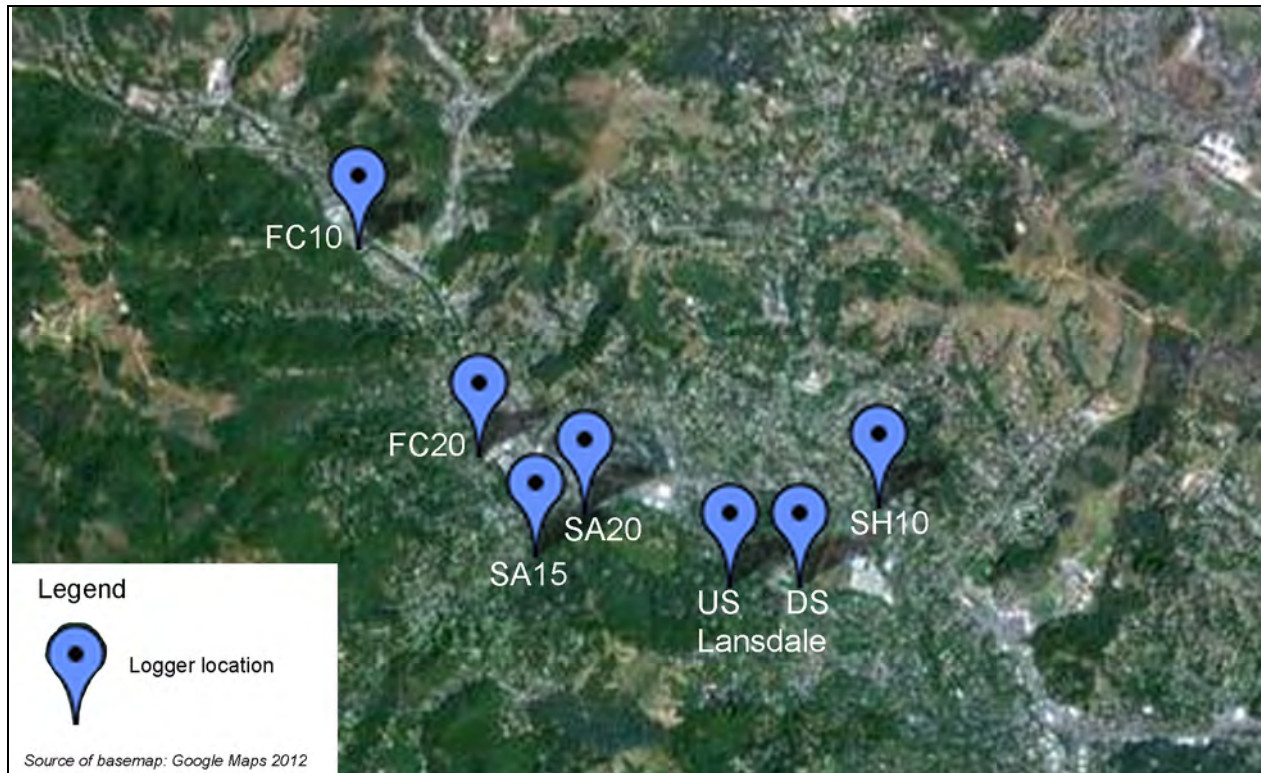 FC10
FC20
SA20
SA15
SH10
US DS
Lansdale
Legend
Logger location
Source of basemap: Google Maps 2012